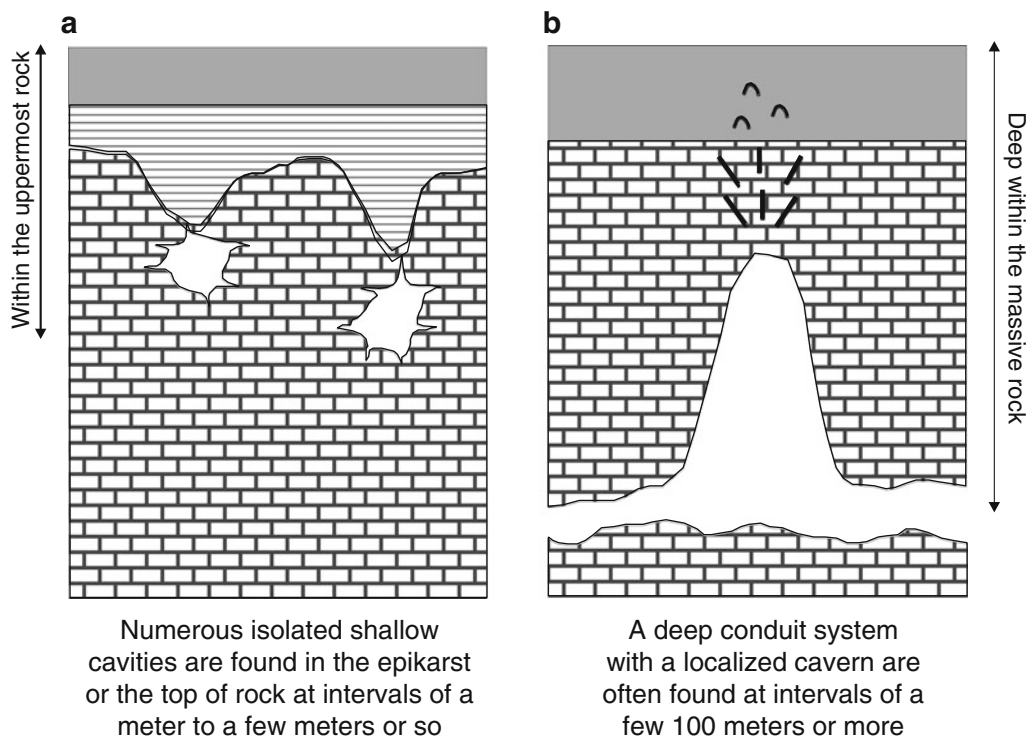 a
b
Within the uppermost rock
Deep within the massive rock
Numerous isolated shallow
cavities are found in the epikarst
or the top of rock at intervals of a
meter to a few meters or so
A deep conduit system
with a localized cavern are
often found at intervals of a
few 100 meters or more